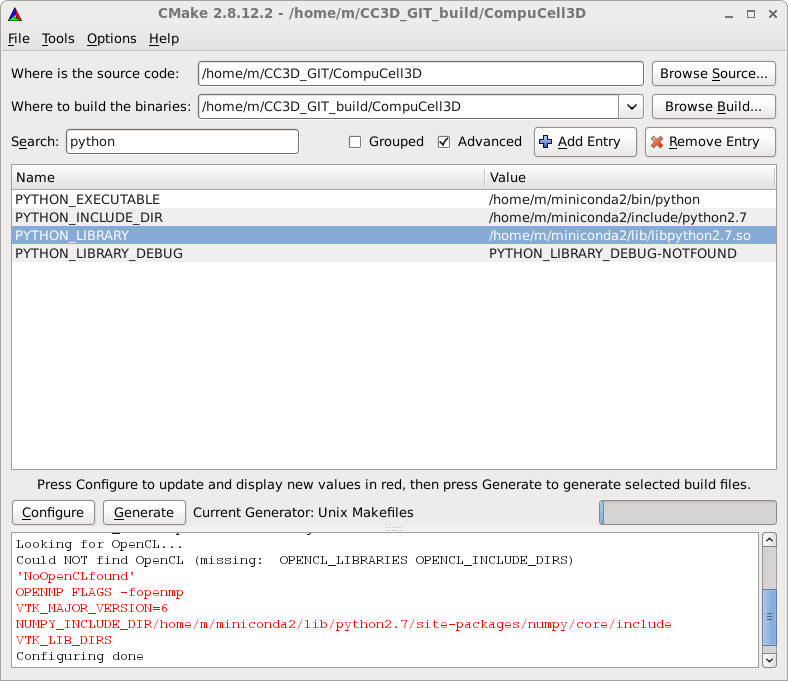 CMake 2.8.12.2 - /home/m/CC3D_GIT_build/CompuCell3D
File Tools Options Help
Where is the source code: /home/m/CC3D_GIT/CompuCell3D Browse Source...
Where to build the binaries: /home/m/CC3D_GIT_build/CompuCell3D Browse Build...
Search: python Grouped Advanced Add Entry Remove Entry
Name Value
PYTHON_EXECUTABLE /home/m/miniconda2/bin/python
PYTHON_INCLUDE_DIR /home/m/miniconda2/include/python2.7
PYTHON_LIBRARY /home/m/miniconda2/lib/libpython2.7.so
PYTHON_LIBRARY_DEBUG PYTHON_LIBRARY_DEBUG-NOTFOUND
Press Configure to update and display new values in red, then press Generate to generate selected build files.
Configure Generate Current Generator: Unix Makefiles
Looking for OpenCL...
Could NOT find OpenCL (missing:  OPENCL_LIBRARIES OPENCL_INCLUDE_DIRS)
'NoOpenCLfound'
OPENMP FLAGS -fopenmp
VTK_MAJOR_VERSION=6
NUMPY_INCLUDE_DIR/home/m/miniconda2/lib/python2.7/site-packages/numpy/core/include
VTK_LIB_DIRS
Configuring done